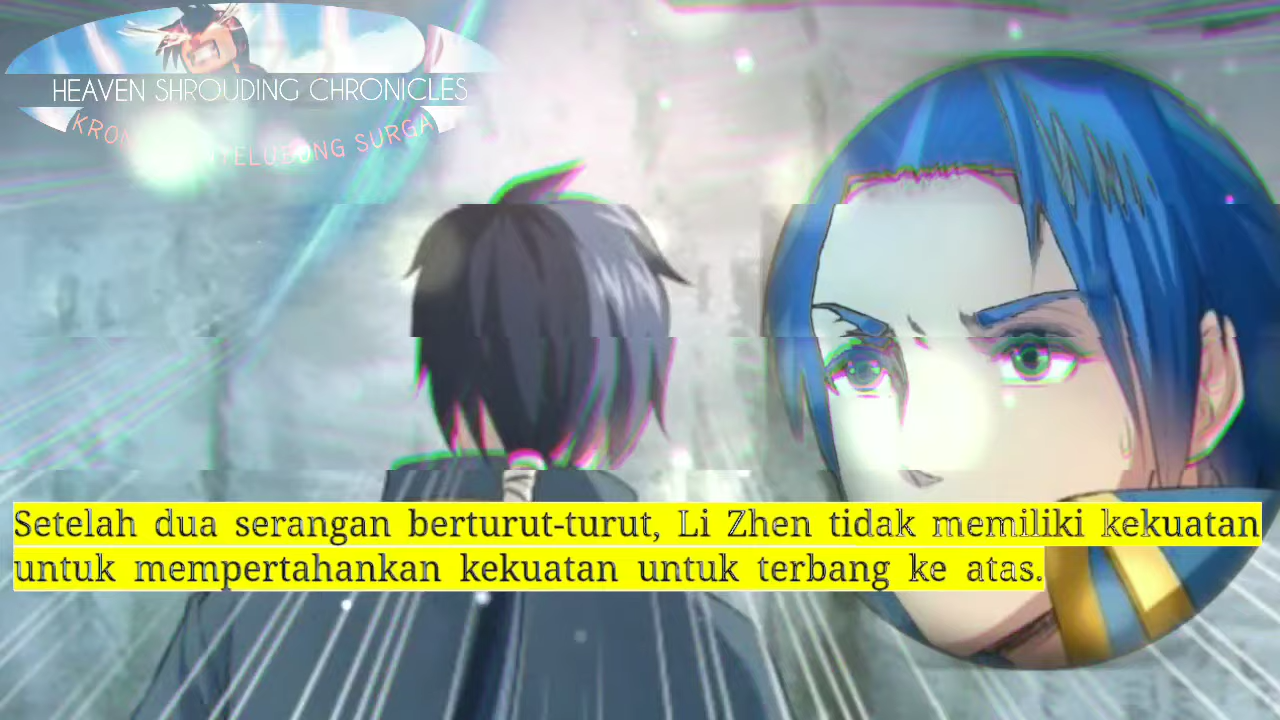 HEAVEN SHROUDING CHRONICLES
SURGA
Setelah dua serangan berturut-turut, Li Zhen tidak memiliki kekuatan
untuk mempertahankan kekuatan untuk terbang ke atas.